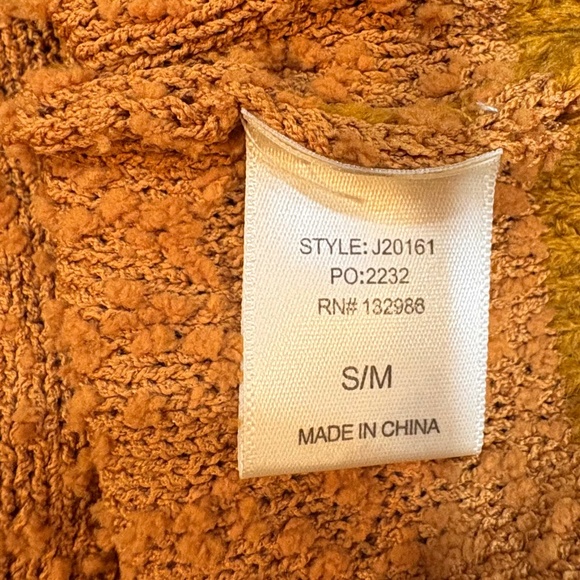 STYLE: J20161
PO:2232
RN# 132986
S/M
MADE IN CHINA